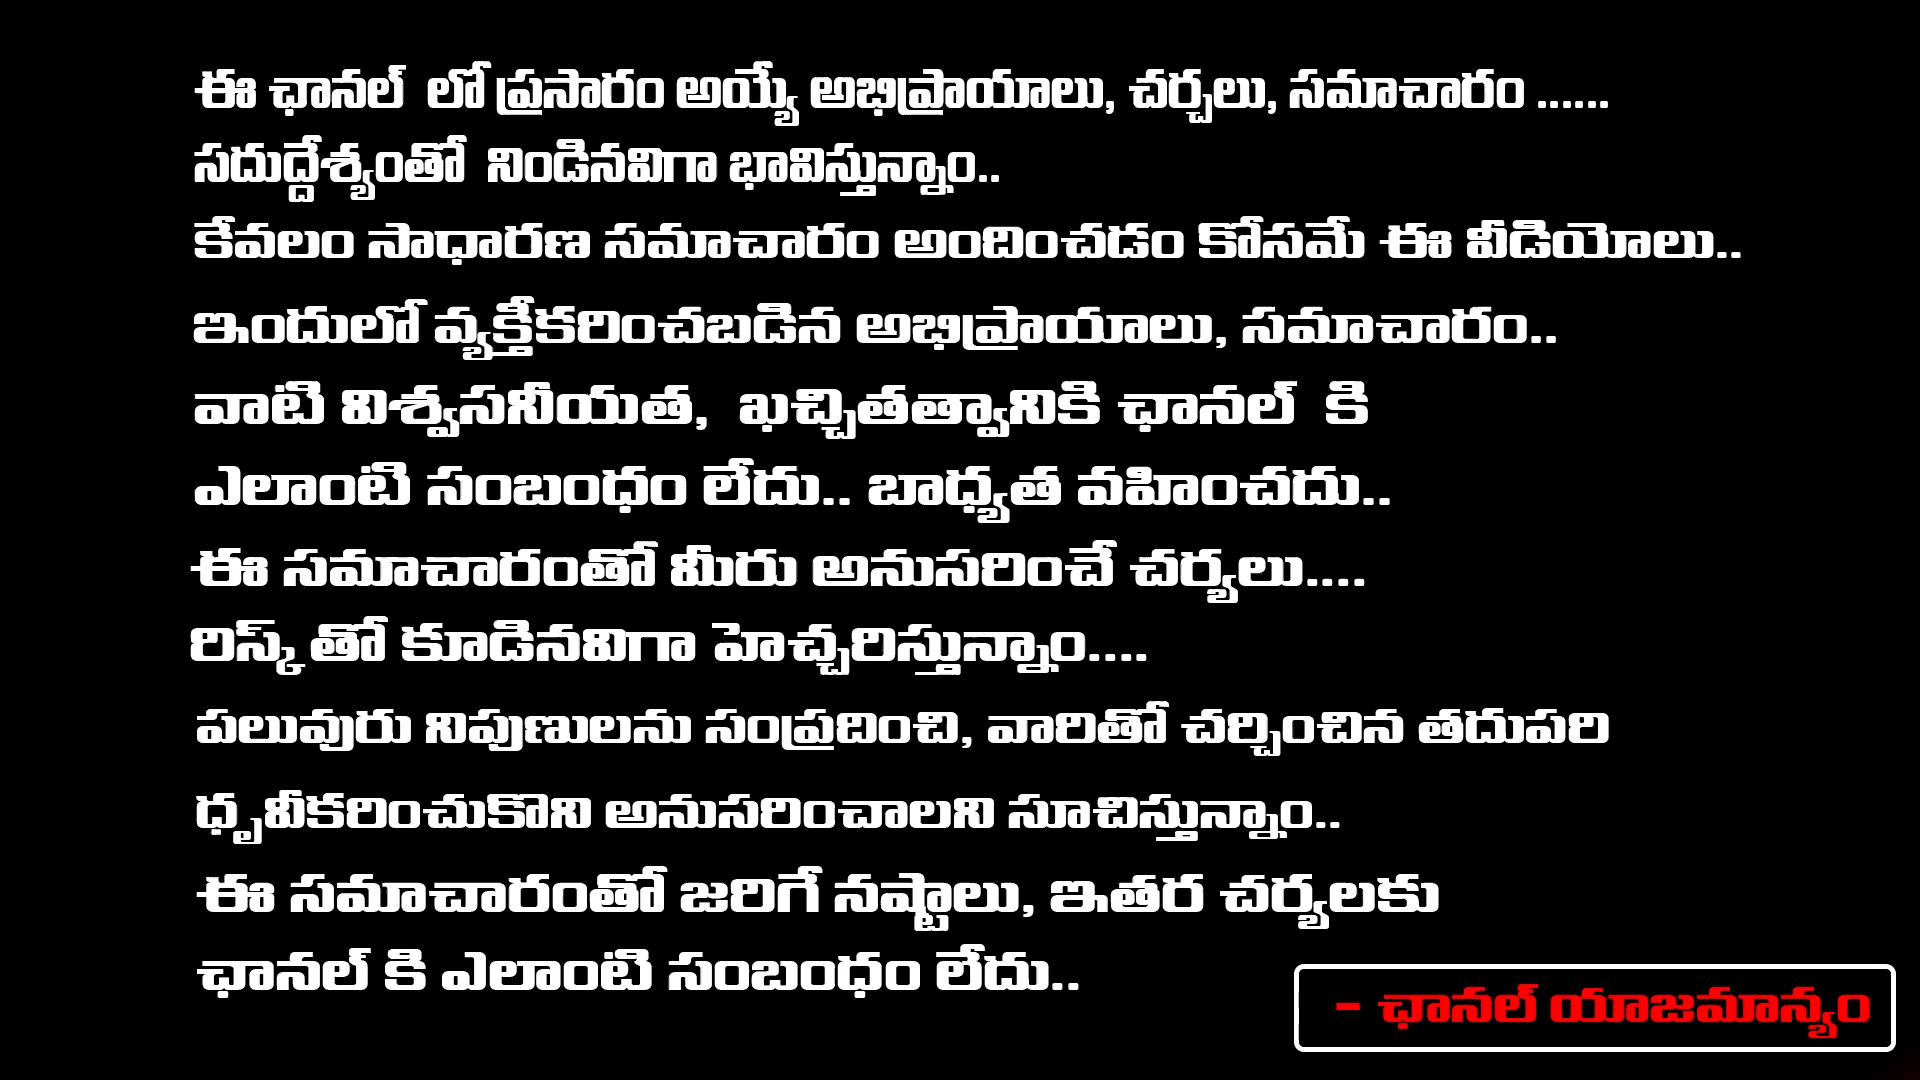 ఈ ఛానల్ లో ప్రసారం అయ్యే అభిప్రాయాలు, చర్చలు, సమాచారం ......
సదుద్దేశ్యంతో నిండినవిగా భావిస్తున్నాం..
కేవలం సాధారణ సమాచారం అందించడం కోసమే ఈ వీడియోలు..
ఇందులో వ్యక్తీకరించబడిన అభిప్రాయాలు, సమాచారం..
వాటి విశ్వసనీయత, ఖచ్చితత్వానికి ఛానల్ కి
ఎలాంటి సంబంధం లేదు.. బాధ్యత వహించదు..
ఈ సమాచారంతో మీరు అనుసరించే చర్యలు....
రిస్క్ తో కూడినవిగా హెచ్చరిస్తున్నాం....
పలువురు నిపుణులను సంప్రదించి, వారితో చర్చించిన తదుపరి
ధృవీకరించుకొని అనుసరించాలని సూచిస్తున్నాం..
ఈ సమాచారంతో జరిగే నష్టాలు, ఇతర చర్యలకు
ఛానల్ కి ఎలాంటి సంబంధం లేదు..
- ఛానల్ యాజమాన్యం